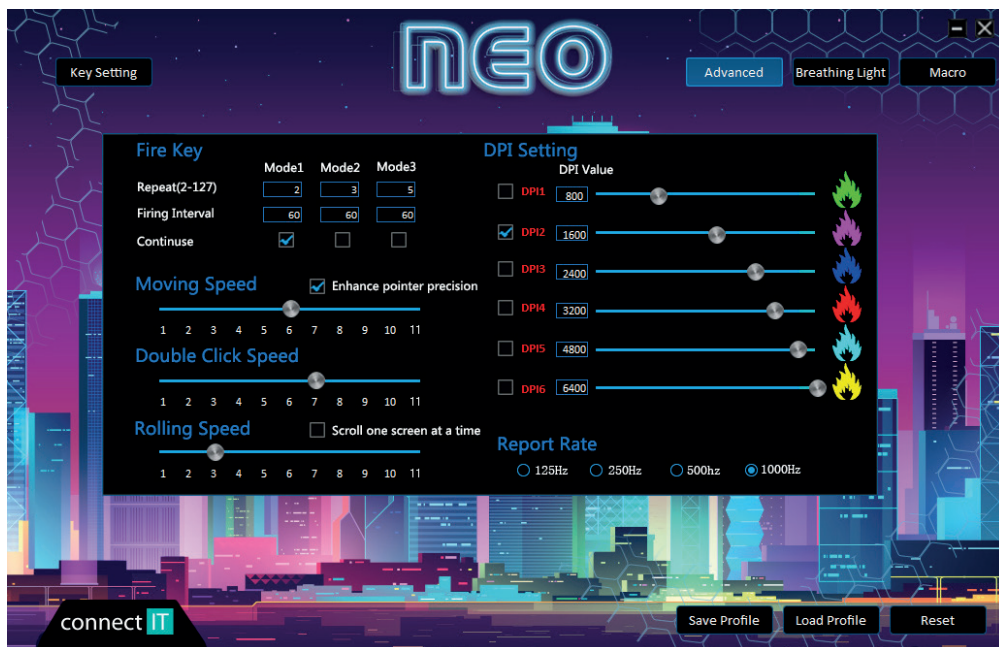 NEO
Key Setting
Advanced
Breathing Light
Macro
Fire Key
Mode1 Mode2 Mode3
Repeat(2-127) 2 3 5
Firing Interval 60 60 60
Continuse
Moving Speed
Enhance pointer precision
1 2 3 4 5 6 7 8 9 10 11
Double Click Speed
1 2 3 4 5 6 7 8 9 10 11
Rolling Speed
Scroll one screen at a time
1 2 3 4 5 6 7 8 9 10 11
DPI Setting
DPI Value
DPI1 800
DPI2 1600
DPI3 2400
DPI4 3200
DPI5 4800
DPI6 6400
Report Rate
125Hz 250Hz 500hz 1000Hz
connect IT
Save Profile
Load Profile
Reset